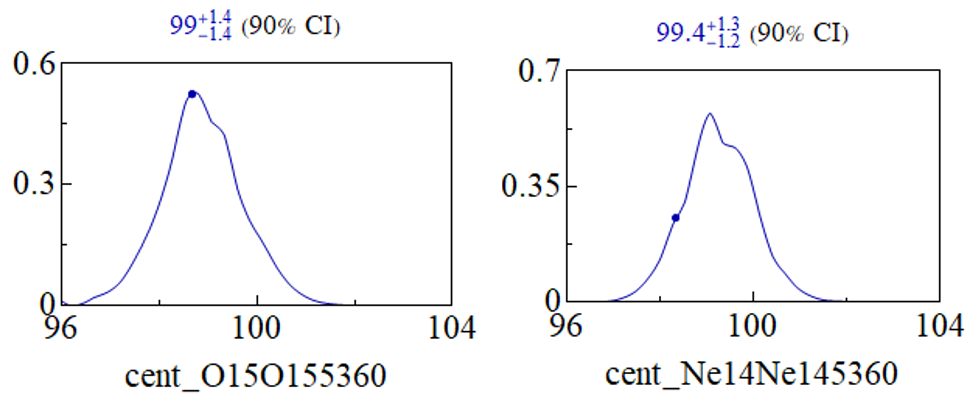 99+1.4−1.4 (90% CI)
0.6
0.3
0
96 100 104
cent_O15O155360
99.4+1.3−1.2 (90% CI)
0.7
0.35
0
96 100 104
cent_Ne14Ne145360